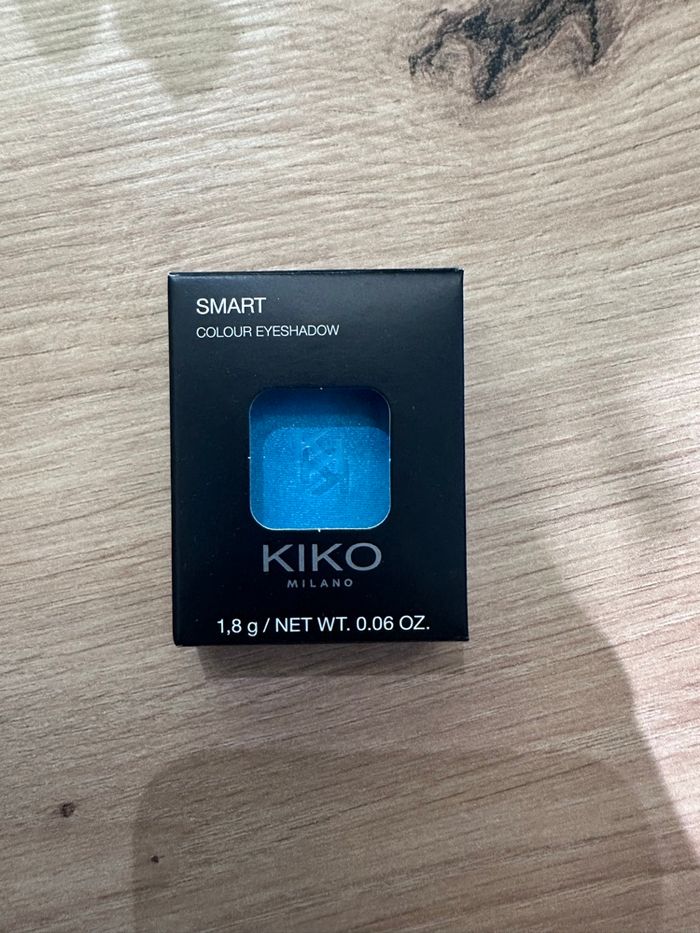 SMART
COLOUR EYESHADOW
KIKO
MILANO
1,8 g / NET WT. 0.06 OZ.